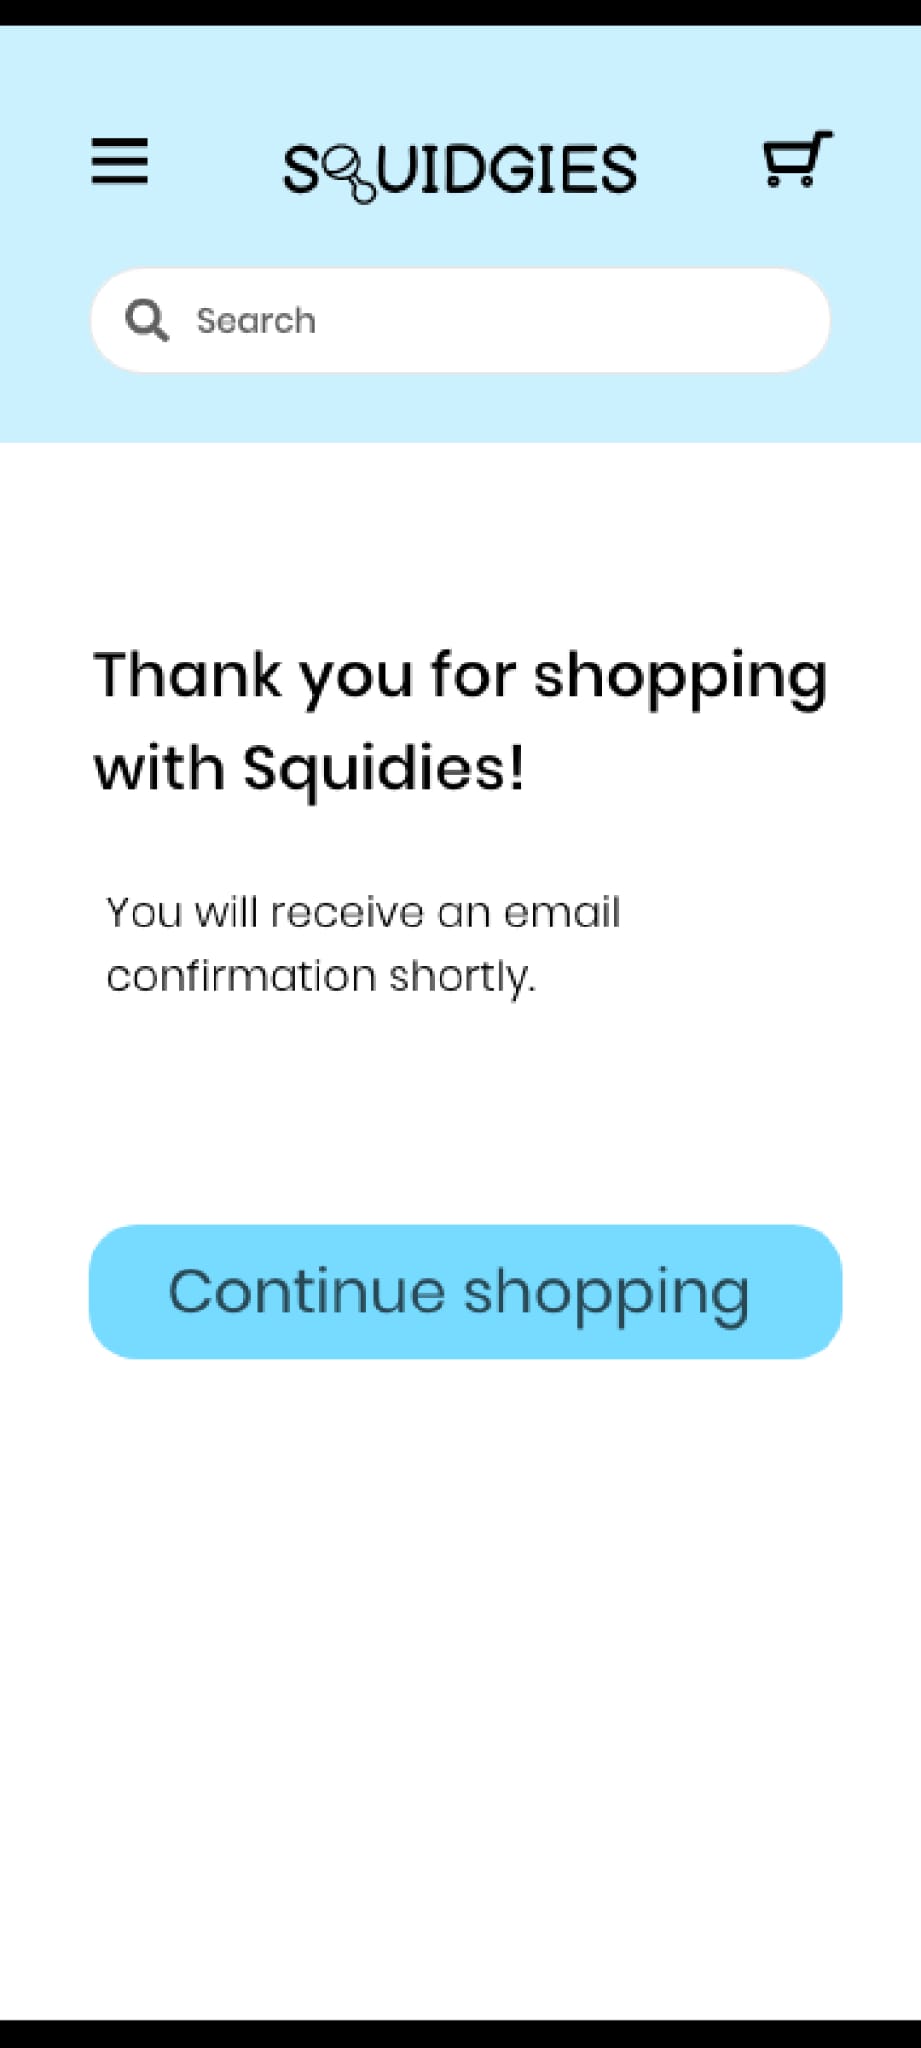 SQUIDGIES
Search
Thank you for shopping
with Squidies!
You will receive an email
confirmation shortly.
Continue shopping